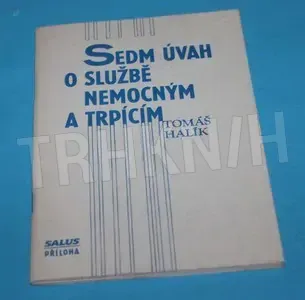 SEDM ÚVAH
O SLUŽBĚ
NEMOCNÝM
A TRPÍCÍM
TOMÁŠ
HALÍK
TRHKNIH
SALUS
PŘÍLOHA